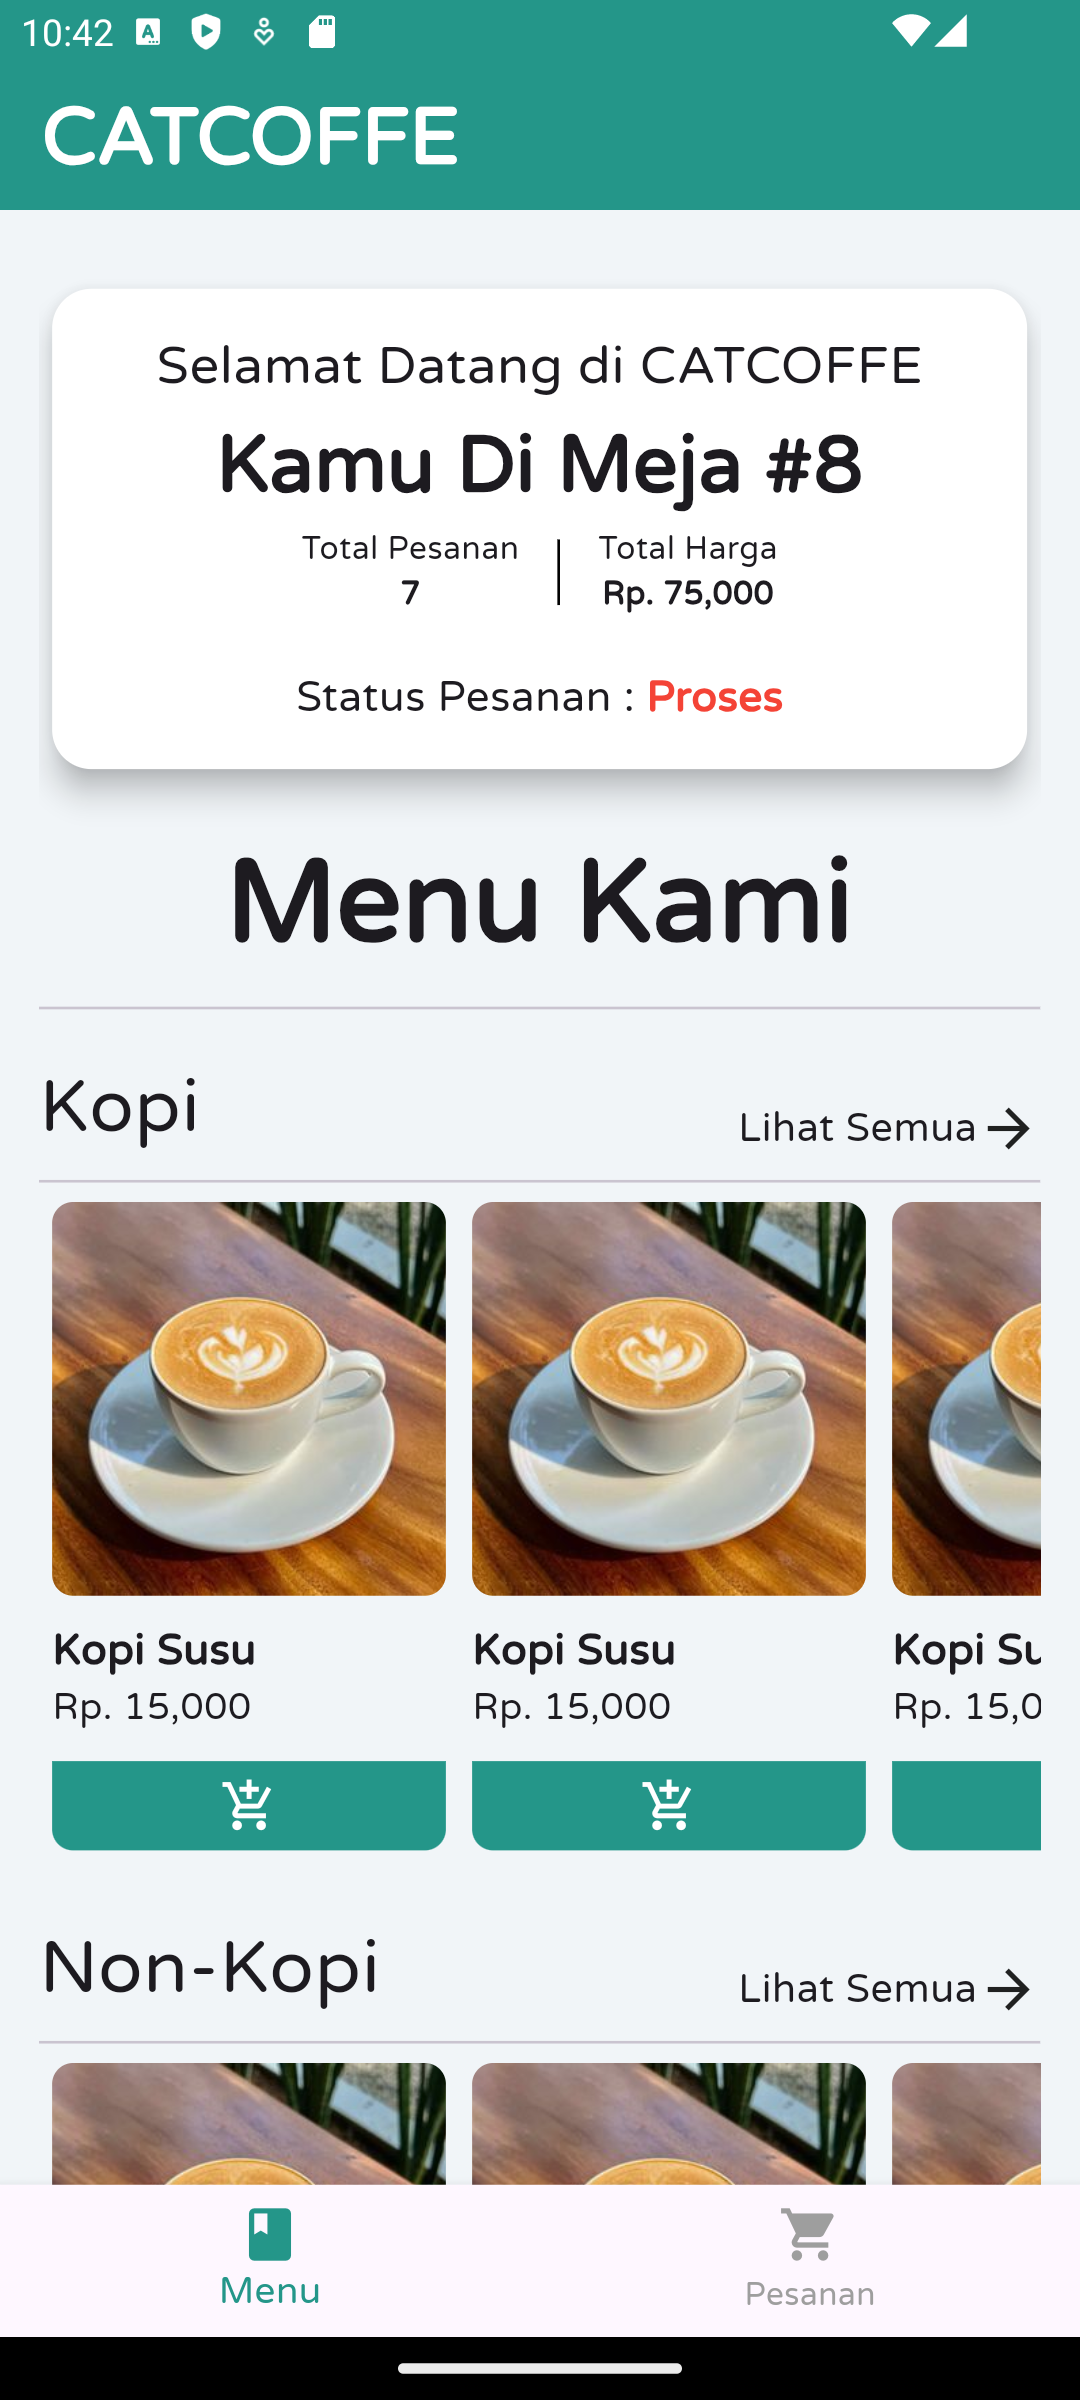 10:42
CATCOFFE
Selamat Datang di CATCOFFE
Kamu Di Meja #8
Total Pesanan
7
Total Harga
Rp. 75,000
Status Pesanan : Proses
Menu Kami
Kopi
Lihat Semua
Kopi Susu
Rp. 15,000
Kopi Susu
Rp. 15,000
Kopi Su
Rp. 15,0
Non-Kopi
Lihat Semua
Menu
Pesanan